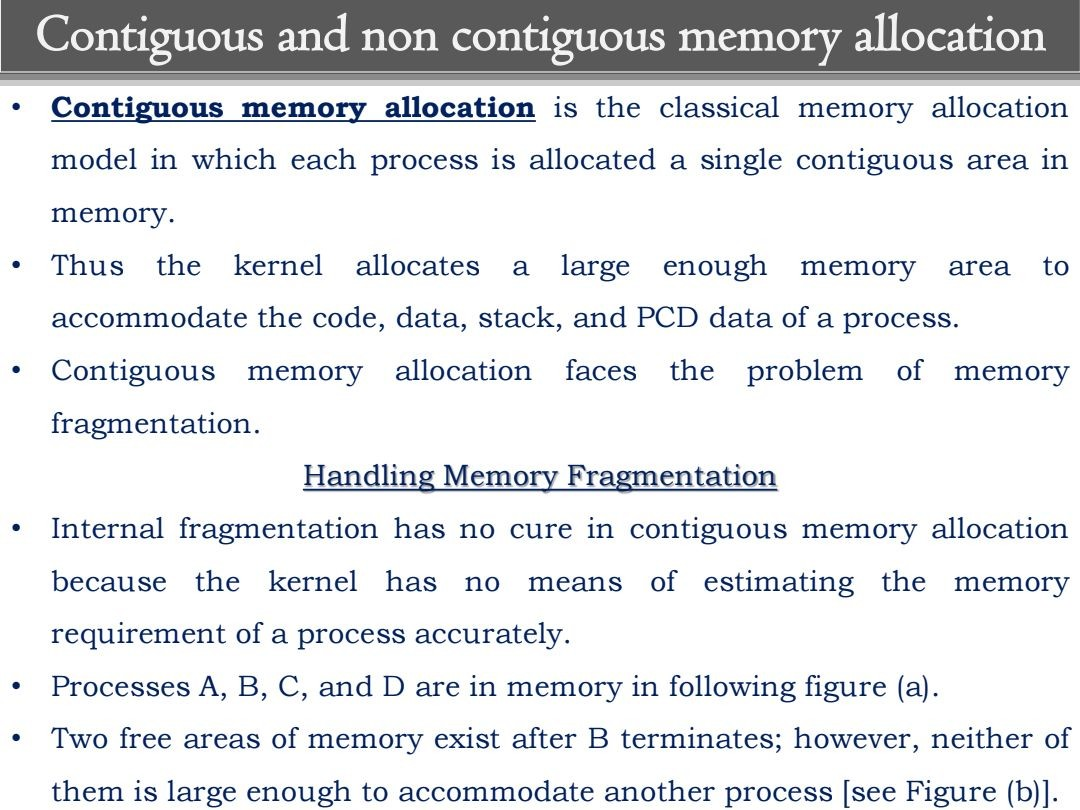 Contiguous and non contiguous memory allocation
• Contiguous memory allocation is the classical memory allocation
model in which each process is allocated a single contiguous area in
memory.
• Thus the kernel allocates a large enough memory area to
accommodate the code, data, stack, and PCD data of a process.
• Contiguous memory allocation faces the problem of memory
fragmentation.
Handling Memory Fragmentation
• Internal fragmentation has no cure in contiguous memory allocation
because the kernel has no means of estimating the memory
requirement of a process accurately.
• Processes A, B, C, and D are in memory in following figure (a).
• Two free areas of memory exist after B terminates; however, neither of
them is large enough to accommodate another process [see Figure (b)].